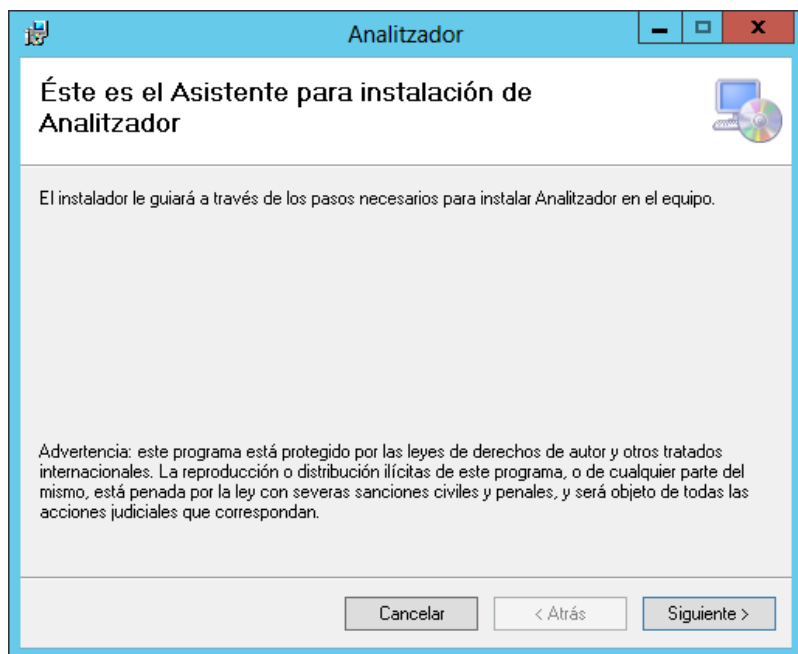 Analitzador
Éste es el Asistente para instalación de
Analitzador
El instalador le guiará a través de los pasos necesarios para instalar Analitzador en el equipo.
Advertencia: este programa está protegido por las leyes de derechos de autor y otros tratados
internacionales. La reproducción o distribución ilícitas de este programa, o de cualquier parte del
mismo, está penada por la ley con severas sanciones civiles y penales, y será objeto de todas las
acciones judiciales que correspondan.
Cancelar
< Atrás
Siguiente >